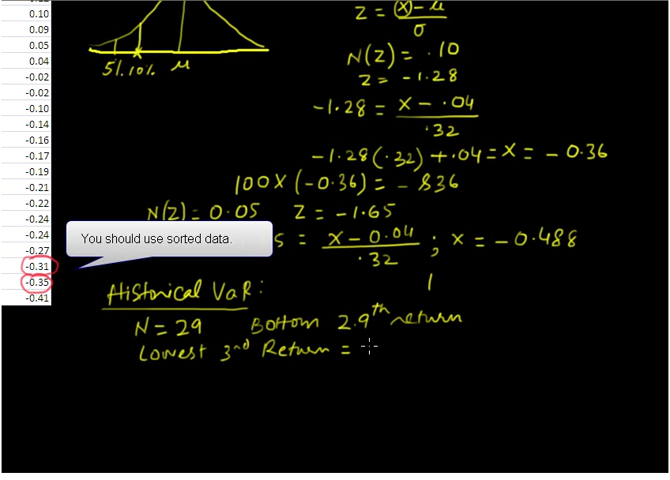 0.10
0.09
0.05
0.04
-0.02
-0.02
-0.10
-0.14
-0.16
-0.17
-0.19
-0.21
-0.22
-0.24
-0.24
-0.27
-0.31
-0.35
-0.41
5% 10% μ
Z = (x) - μ / σ
N(Z) = .10
Z = -1.28
-1.28 = x - .04 / .32
-1.28(.32) + .04 = x = -0.36
100 X (-0.36) = -$36
N(Z) = 0.05 Z = -1.65
5 = x - 0.04 / .32 ; x = -0.488
You should use sorted data.
Historical VaR:
N = 29 Bottom 2.9th return
Lowest 3rd Return =